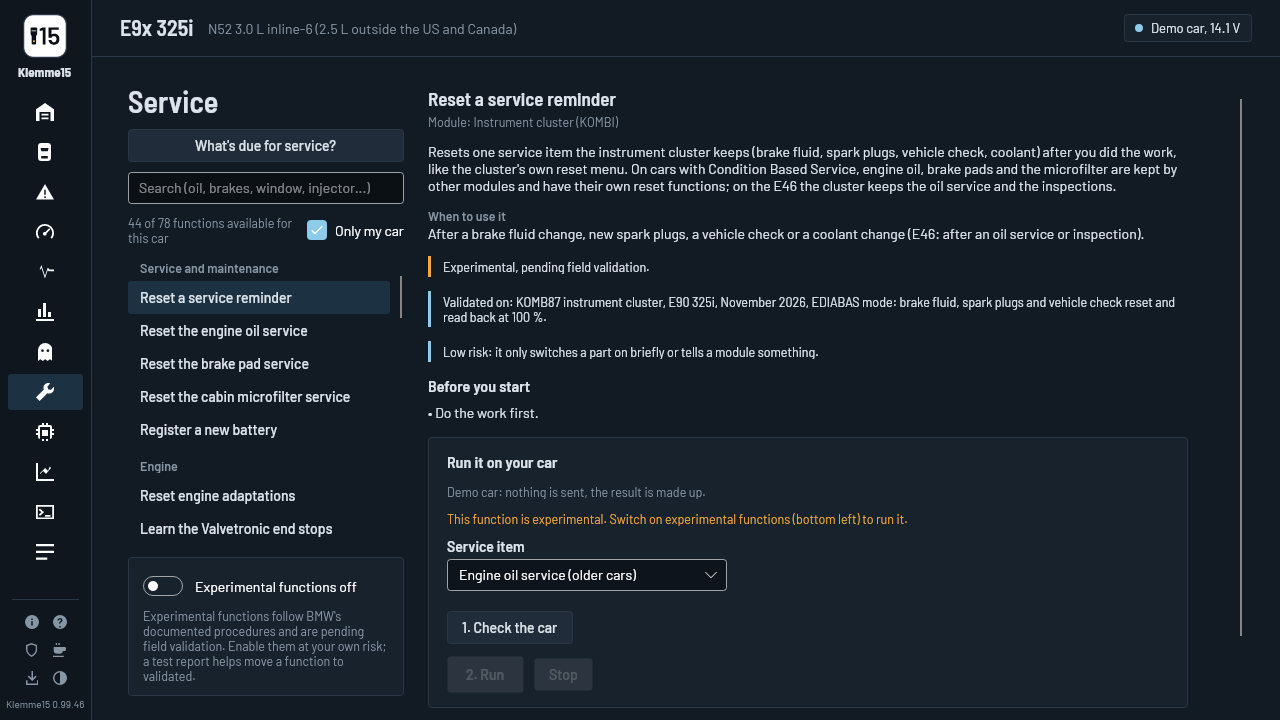 15
Klemme15
Klemme15 0.99.46
E9x 325i
N52 3.0 L inline-6 (2.5 L outside the US and Canada)
Demo car, 14.1 V
Service
What's due for service?
Search (oil, brakes, window, injector...)
44 of 78 functions available for
this car
Only my car
Service and maintenance
Reset a service reminder
Reset the engine oil service
Reset the brake pad service
Reset the cabin microfilter service
Register a new battery
Engine
Reset engine adaptations
Learn the Valvetronic end stops
Experimental functions off
Experimental functions follow BMW's
documented procedures and are pending
field validation. Enable them at your own risk;
a test report helps move a function to
validated.
Reset a service reminder
Module: Instrument cluster (KOMBI)
Resets one service item the instrument cluster keeps (brake fluid, spark plugs, vehicle check, coolant) after you did the work,
like the cluster's own reset menu. On cars with Condition Based Service, engine oil, brake pads and the microfilter are kept by
other modules and have their own reset functions; on the E46 the cluster keeps the oil service and the inspections.
When to use it
After a brake fluid change, new spark plugs, a vehicle check or a coolant change (E46: after an oil service or inspection).
Experimental, pending field validation.
Validated on: KOMB87 instrument cluster, E90 325i, November 2026, EDIABAS mode: brake fluid, spark plugs and vehicle check reset and
read back at 100 %.
Low risk: it only switches a part on briefly or tells a module something.
Before you start
• Do the work first.
Run it on your car
Demo car: nothing is sent, the result is made up.
This function is experimental. Switch on experimental functions (bottom left) to run it.
Service item
Engine oil service (older cars)
1. Check the car
2. Run
Stop